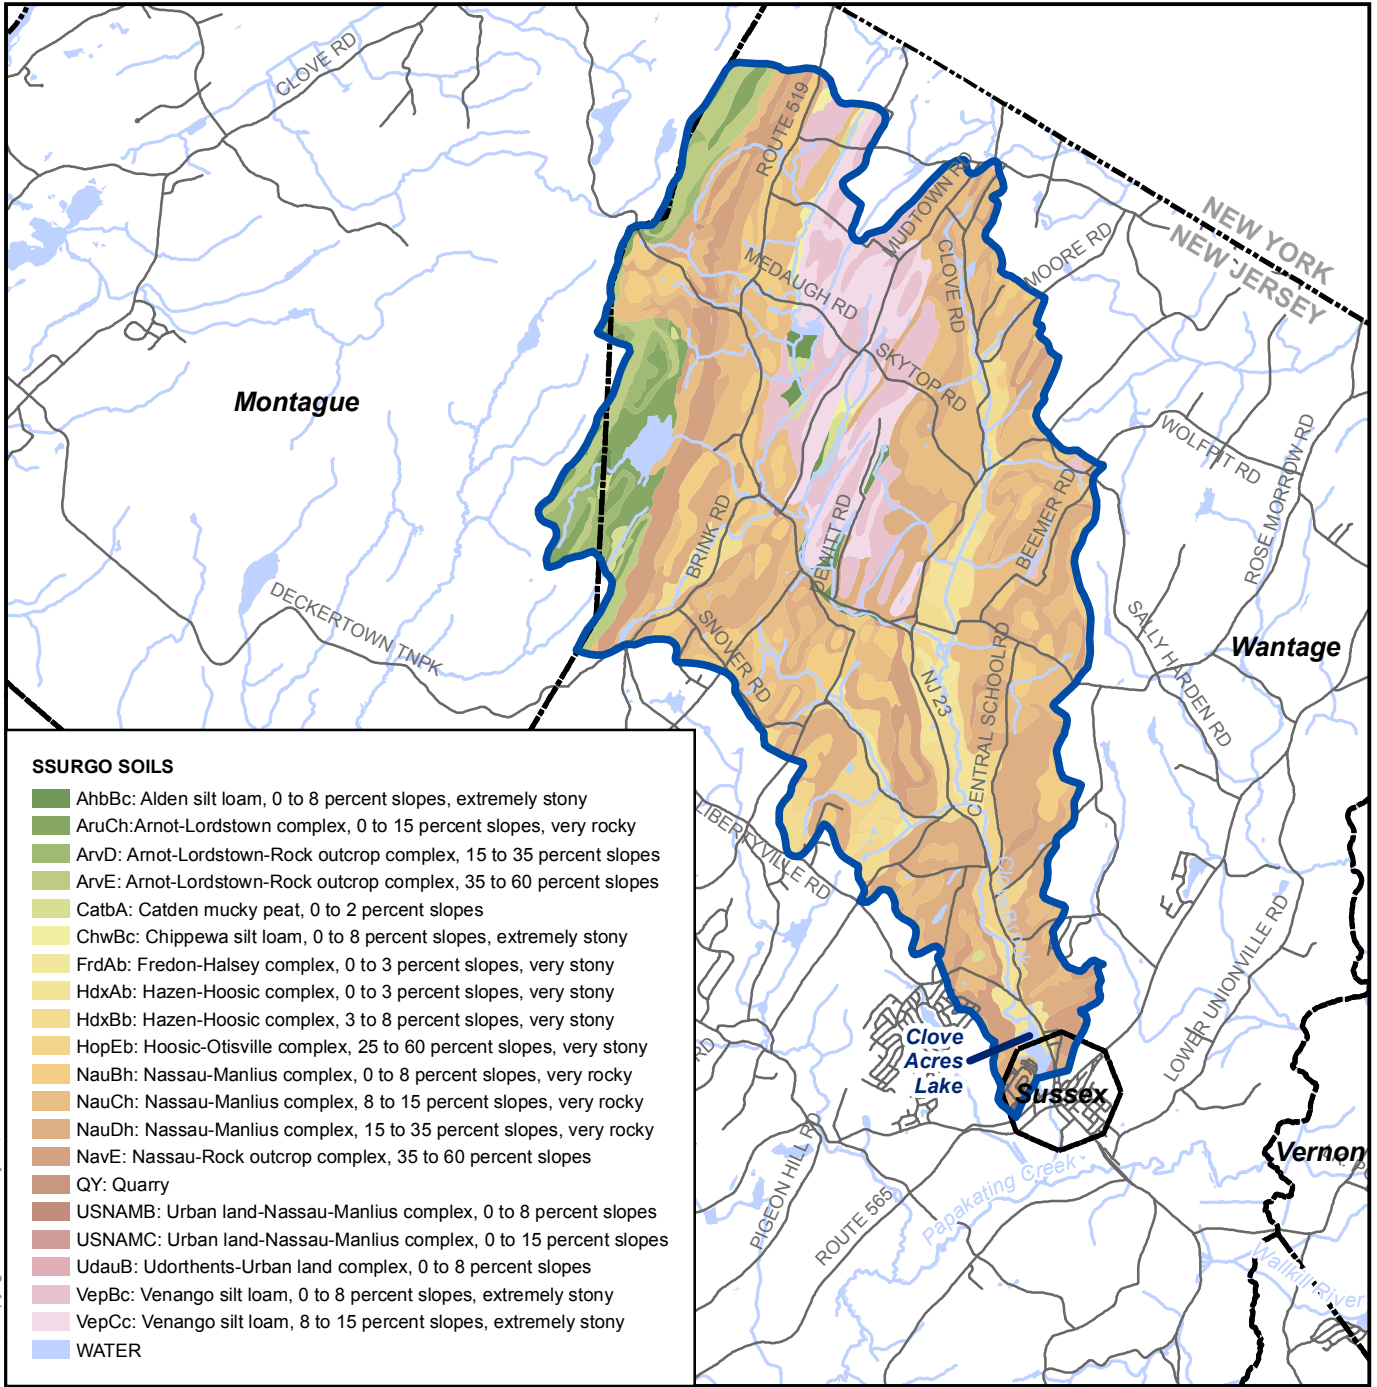 CLOVE RD
ROUTE 519
MUDTOWN RD
NEW YORK
NEW JERSEY
MOORE RD
CLOVE RD
MEDAUGH RD
SKYTOP RD
Montague
WOLFPIT RD
ROSE MORROW RD
BEEMER RD
BRINK RD
DEWITT RD
DECKERTOWN TNPK
SNOVER RD
SALLY HARDEN RD
Wantage
NJ 23
CENTRAL SCHOOL RD
LIBERTYVILLE RD
Clove Brook
LOWER UNIONVILLE RD
Clove
Acres
Lake
RD
Sussex
Vernon
PIGEON HILL RD
ROUTE 565
Papakating Creek
Wallkill River
SSURGO SOILS
AhbBc: Alden silt loam, 0 to 8 percent slopes, extremely stony
AruCh:Arnot-Lordstown complex, 0 to 15 percent slopes, very rocky
ArvD: Arnot-Lordstown-Rock outcrop complex, 15 to 35 percent slopes
ArvE: Arnot-Lordstown-Rock outcrop complex, 35 to 60 percent slopes
CatbA: Catden mucky peat, 0 to 2 percent slopes
ChwBc: Chippewa silt loam, 0 to 8 percent slopes, extremely stony
FrdAb: Fredon-Halsey complex, 0 to 3 percent slopes, very stony
HdxAb: Hazen-Hoosic complex, 0 to 3 percent slopes, very stony
HdxBb: Hazen-Hoosic complex, 3 to 8 percent slopes, very stony
HopEb: Hoosic-Otisville complex, 25 to 60 percent slopes, very stony
NauBh: Nassau-Manlius complex, 0 to 8 percent slopes, very rocky
NauCh: Nassau-Manlius complex, 8 to 15 percent slopes, very rocky
NauDh: Nassau-Manlius complex, 15 to 35 percent slopes, very rocky
NavE: Nassau-Rock outcrop complex, 35 to 60 percent slopes
QY: Quarry
USNAMB: Urban land-Nassau-Manlius complex, 0 to 8 percent slopes
USNAMC: Urban land-Nassau-Manlius complex, 0 to 15 percent slopes
UdauB: Udorthents-Urban land complex, 0 to 8 percent slopes
VepBc: Venango silt loam, 0 to 8 percent slopes, extremely stony
VepCc: Venango silt loam, 8 to 15 percent slopes, extremely stony
WATER